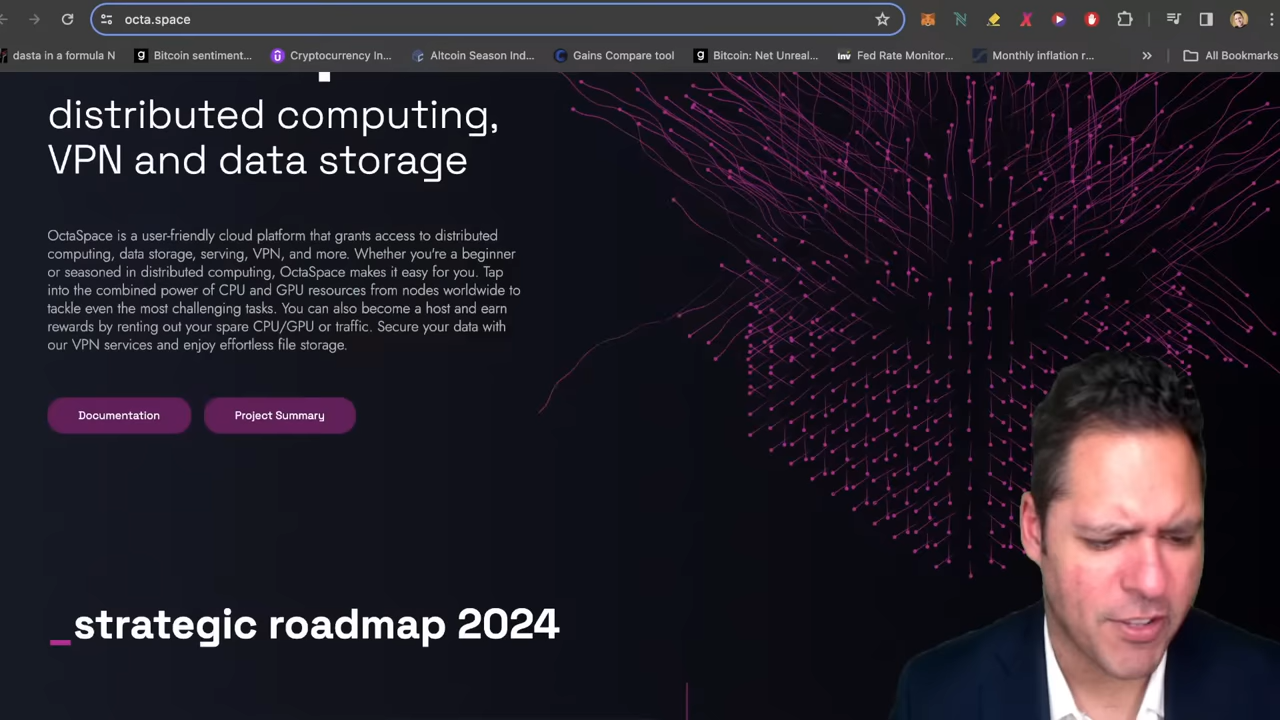 octa.space
dasta in a formula N
Bitcoin sentiment...
Cryptocurrency In...
Altcoin Season Ind...
Gains Compare tool
Bitcoin: Net Unreal...
Fed Rate Monitor...
Monthly inflation r...
All Bookmarks
distributed computing,
VPN and data storage
OctaSpace is a user-friendly cloud platform that grants access to distributed
computing, data storage, serving, VPN, and more. Whether you're a beginner
or seasoned in distributed computing, OctaSpace makes it easy for you. Tap
into the combined power of CPU and GPU resources from nodes worldwide to
tackle even the most challenging tasks. You can also become a host and earn
rewards by renting out your spare CPU/GPU or traffic. Secure your data with
our VPN services and enjoy effortless file storage.
Documentation
Project Summary
_strategic roadmap 2024